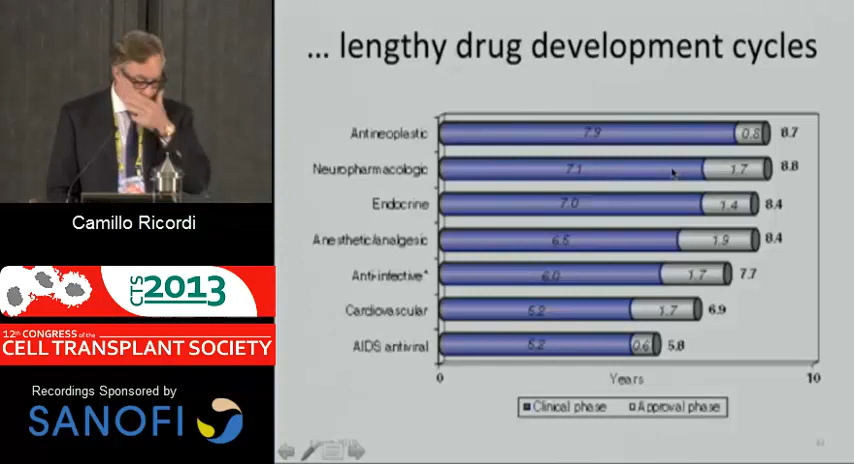 ... lengthy drug development cycles
Antineoplastic 7.9 0.8 8.7
Neuropharmacologic 7.1 1.7 8.8
Endocrine 7.0 1.4 8.4
Anesthetic/analgesic 6.5 1.9 8.4
Anti-infective* 6.0 1.7 7.7
Cardiovascular 5.2 1.7 6.9
AIDS antiviral 5.2 0.6 5.8
0 Years 10
Clinical phase Approval phase
Camillo Ricordi
CTS 2013
12th CONGRESS of the
CELL TRANSPLANT SOCIETY
Recordings Sponsored by
SANOFI